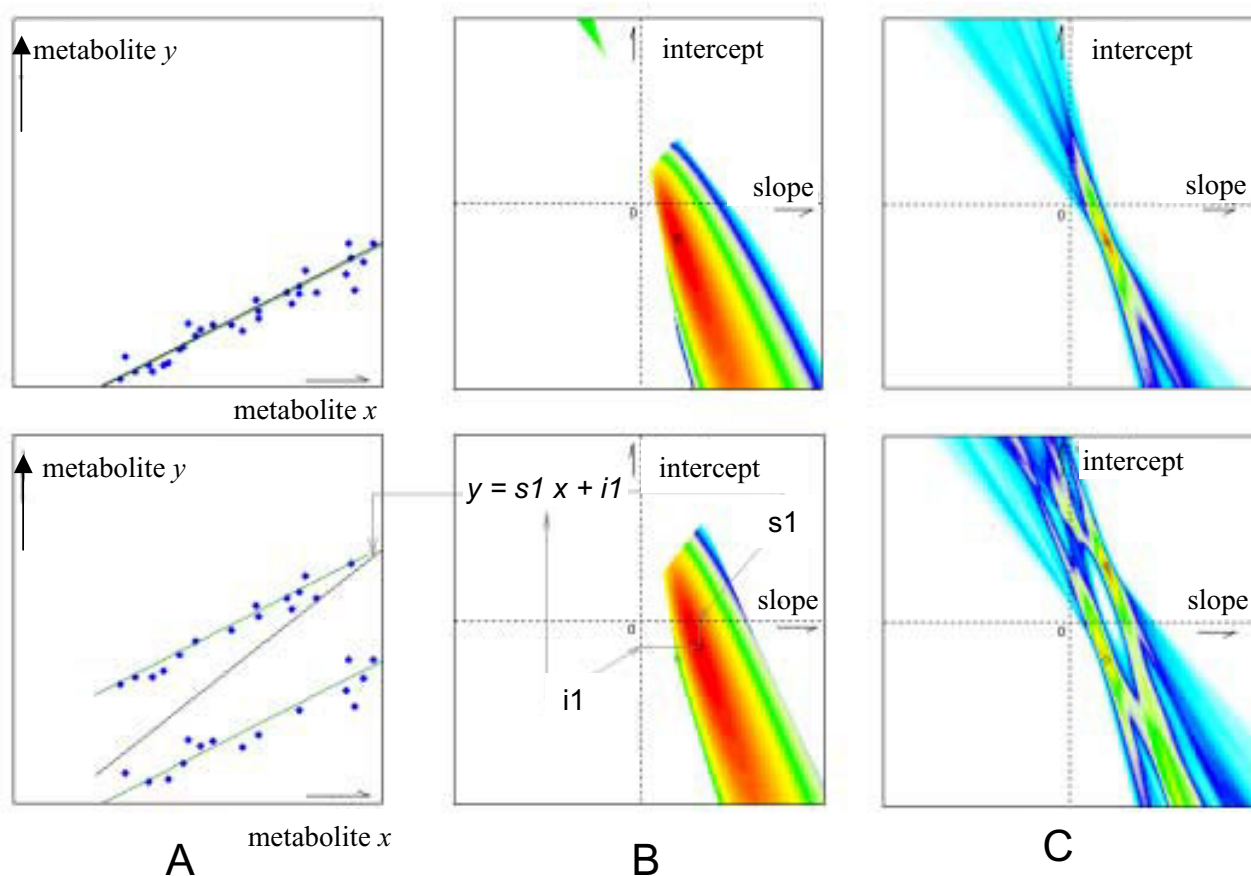 metabolite y
metabolite x
intercept
slope
0
intercept
slope
0
metabolite y
metabolite x
y = s1 x + i1
intercept
s1
slope
0
i1
intercept
slope
0
A
B
C